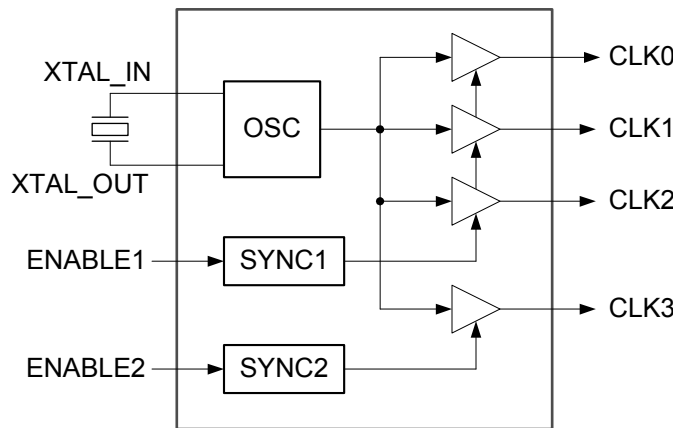 XTAL_IN
OSC
XTAL_OUT
CLK0
CLK1
CLK2
ENABLE1
SYNC1
CLK3
ENABLE2
SYNC2